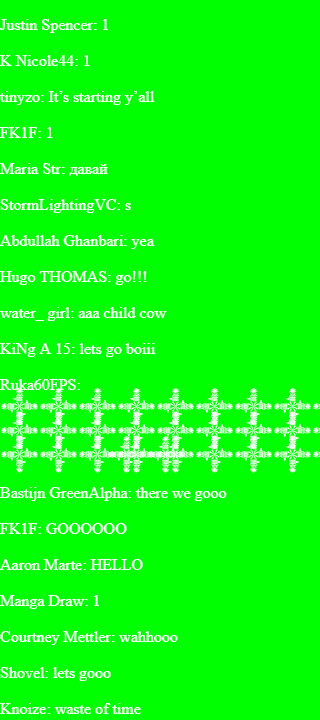 Justin Spencer: 1
K Nicole44: 1
tinyzo: It's starting y'all
FK1F: 1
Maria Str: давай
StormLightingVC: s
Abdullah Ghanbari: yea
Hugo THOMAS: go!!!
water_ girl: aaa child cow
KiNg A 15: lets go boiii
Ruka60FPS:
Bastijn GreenAlpha: there we gooo
FK1F: GOOOOOO
Aaron Marte: HELLO
Manga Draw: 1
Courtney Mettler: wahhooo
Shovel: lets gooo
Knoize: waste of time